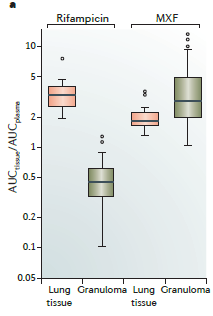 a
Rifampicin MXF
AUCtissue/AUCplasma
10
5
2
1
0.5
0.2
0.1
0.05
Lung tissue Granuloma Lung tissue Granuloma